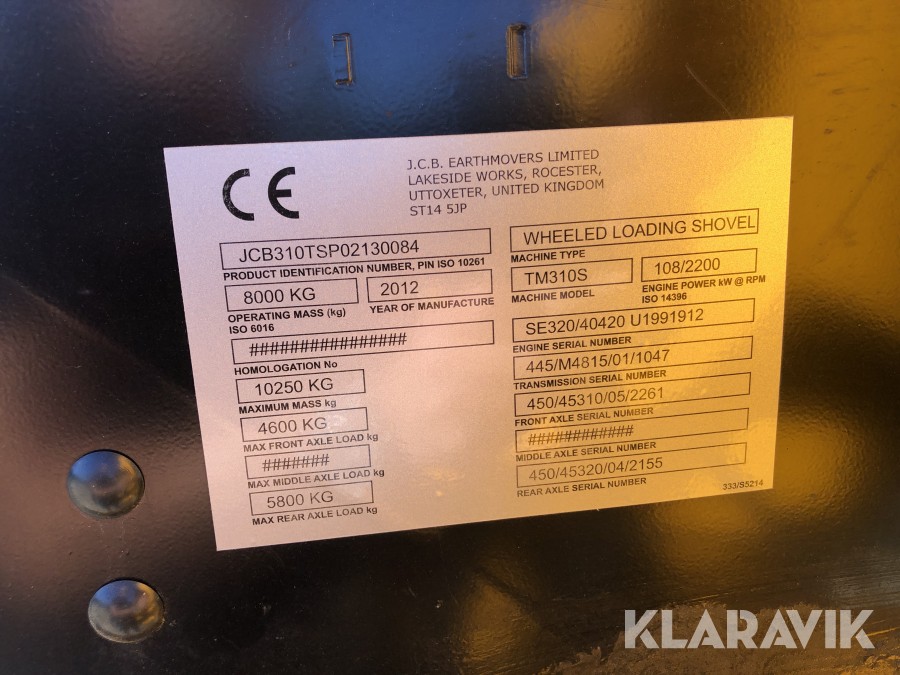 CE
J.C.B. EARTHMOVERS LIMITED
LAKESIDE WORKS, ROCESTER,
UTTOXETER, UNITED KINGDOM
ST14 5JP
JCB310TSP02130084
PRODUCT IDENTIFICATION NUMBER, PIN ISO 10261
8000 KG
OPERATING MASS (kg)
ISO 6016
2012
YEAR OF MANUFACTURE
################
HOMOLOGATION No
10250 KG
MAXIMUM MASS kg
4600 KG
MAX FRONT AXLE LOAD kg
#######
MAX MIDDLE AXLE LOAD kg
5800 KG
MAX REAR AXLE LOAD kg
WHEELED LOADING SHOVEL
MACHINE TYPE
TM310S
MACHINE MODEL
108/2200
ENGINE POWER kW @ RPM
ISO 14396
SE320/40420 U1991912
ENGINE SERIAL NUMBER
445/M4815/01/1047
TRANSMISSION SERIAL NUMBER
450/45310/05/2261
FRONT AXLE SERIAL NUMBER
############
MIDDLE AXLE SERIAL NUMBER
450/45320/04/2155
REAR AXLE SERIAL NUMBER
333/S5214
KLARAVIK